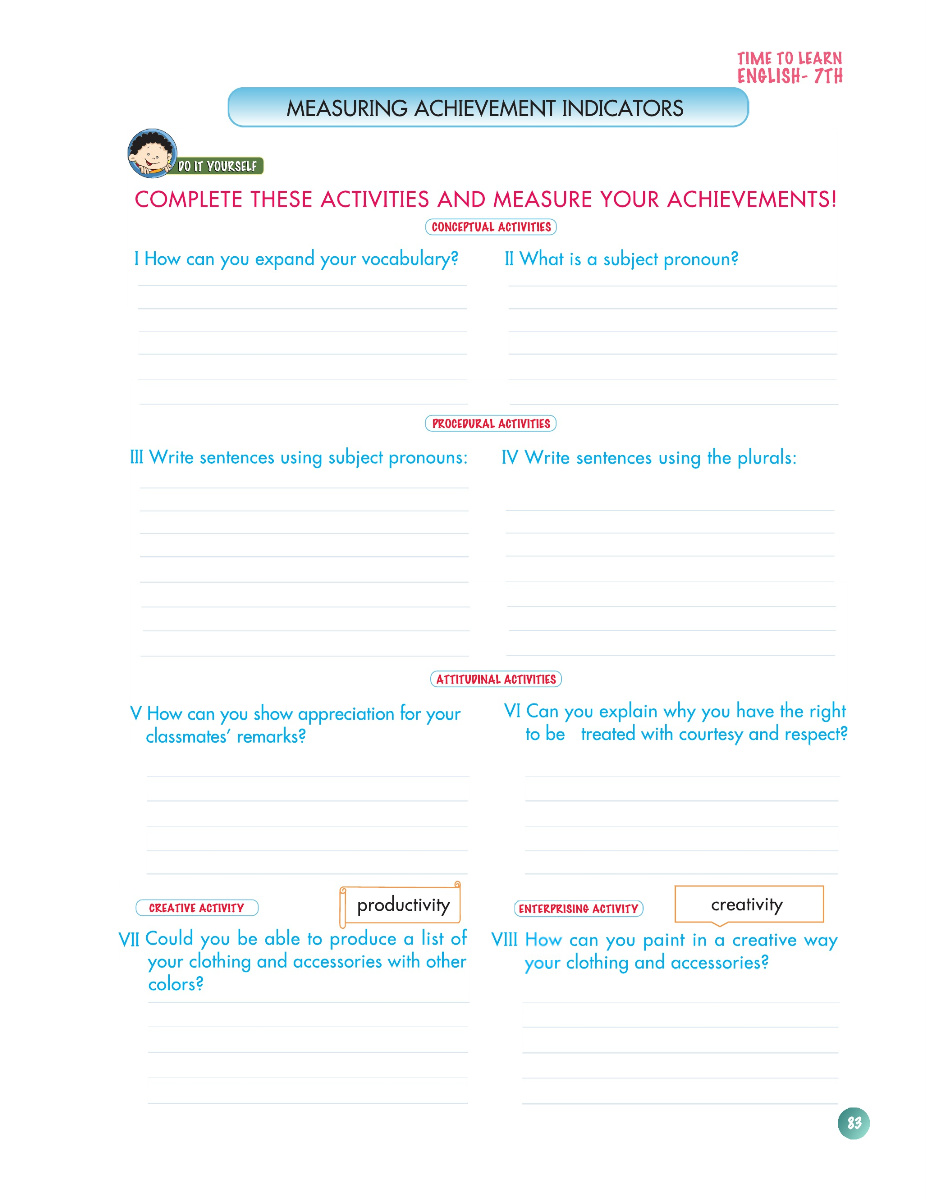 TIME TO LEARN
ENGLISH- 7TH
MEASURING ACHIEVEMENT INDICATORS
DO IT YOURSELF
COMPLETE THESE ACTIVITIES AND MEASURE YOUR ACHIEVEMENTS!
CONCEPTUAL ACTIVITIES
I How can you expand your vocabulary?
II What is a subject pronoun?
PROCEDURAL ACTIVITIES
III Write sentences using subject pronouns:
IV Write sentences using the plurals:
ATTITUDINAL ACTIVITIES
V How can you show appreciation for your
classmates' remarks?
VI Can you explain why you have the right
to be treated with courtesy and respect?
CREATIVE ACTIVITY
productivity
VII Could you be able to produce a list of
your clothing and accessories with other
colors?
ENTERPRISING ACTIVITY
creativity
VIII How can you paint in a creative way
your clothing and accessories?
83